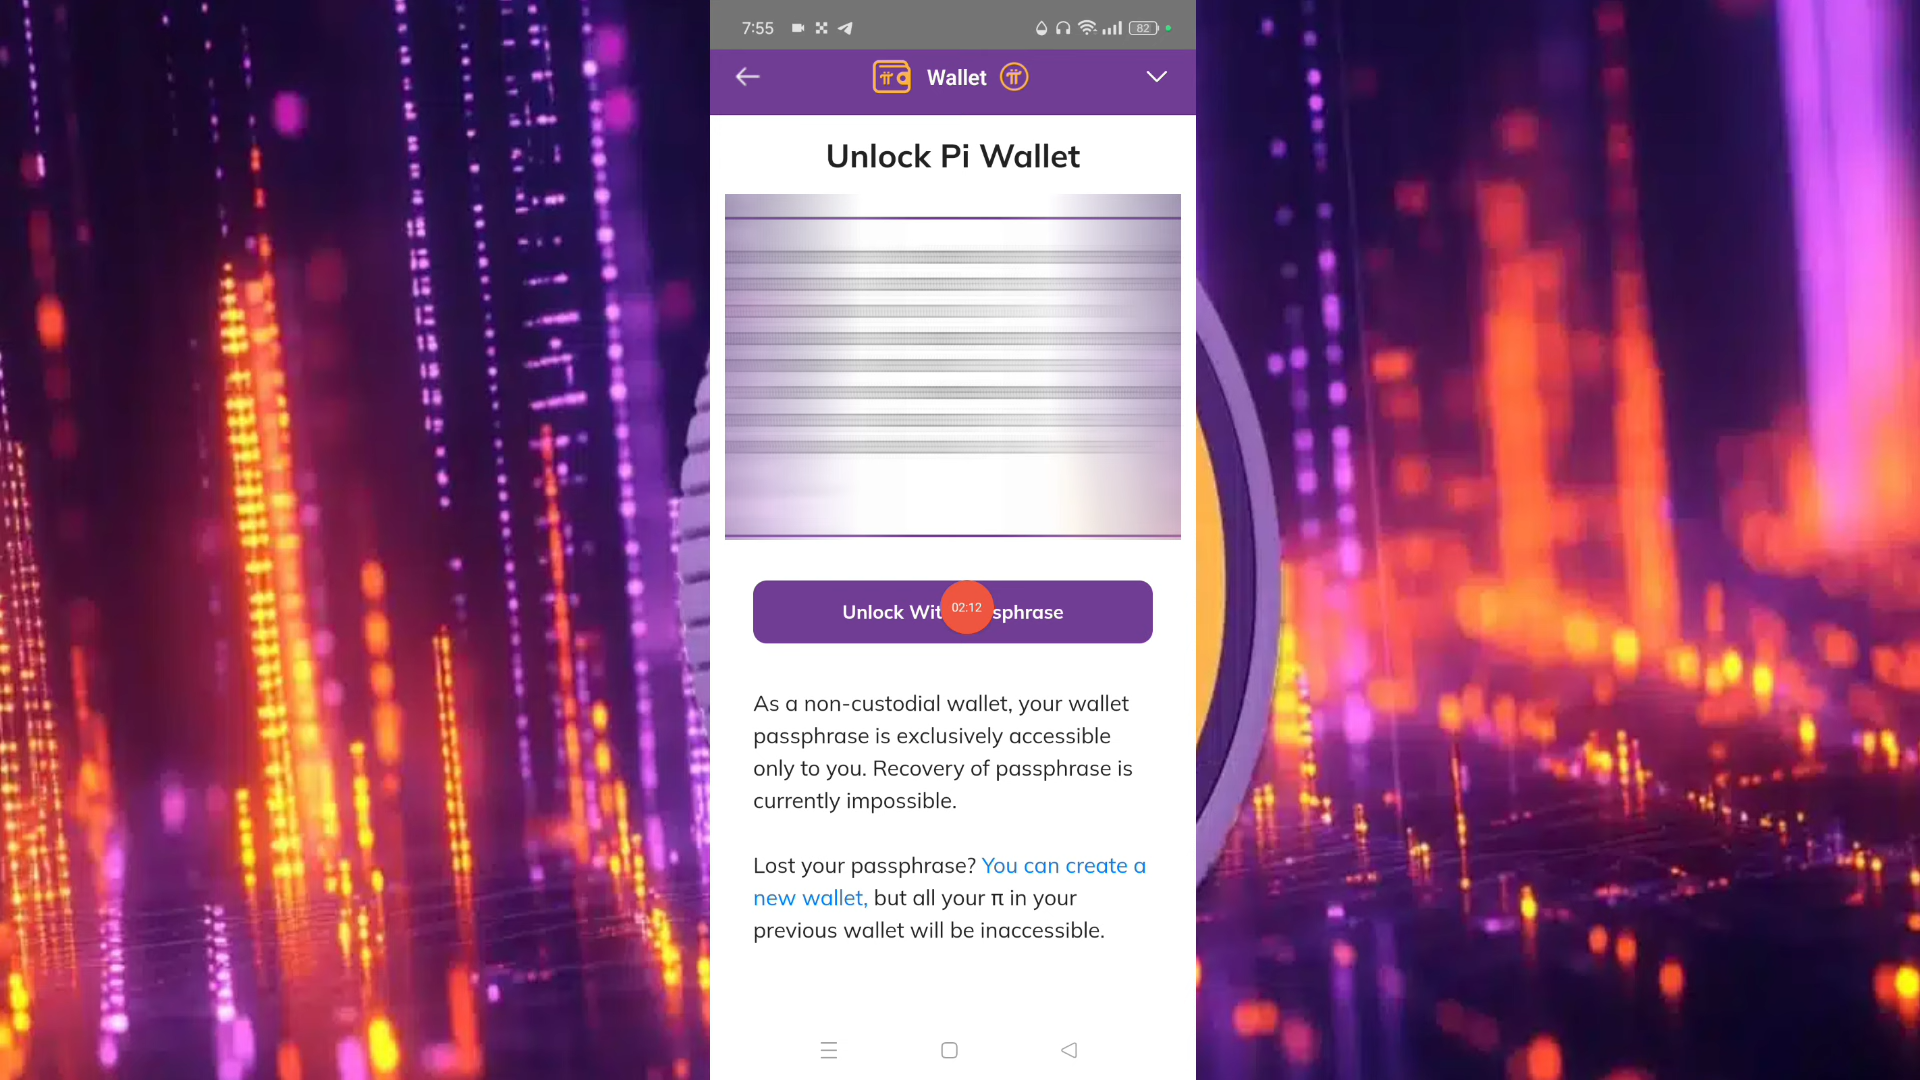 7:55
82
Wallet
Unlock Pi Wallet
Unlock Wit sphrase
02:12
As a non-custodial wallet, your wallet
passphrase is exclusively accessible
only to you. Recovery of passphrase is
currently impossible.
Lost your passphrase? You can create a
new wallet, but all your π in your
previous wallet will be inaccessible.